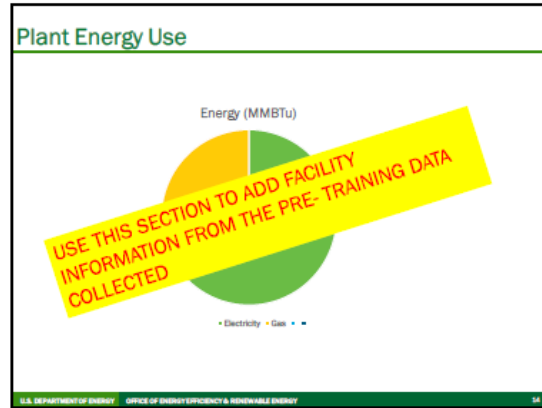 Plant Energy Use
Energy (MMBTu)
USE THIS SECTION TO ADD FACILITY
INFORMATION FROM THE PRE- TRAINING DATA
COLLECTED
Electricity Gas
U.S. DEPARTMENT OF ENERGY OFFICE OF ENERGY EFFICIENCY & RENEWABLE ENERGY 14